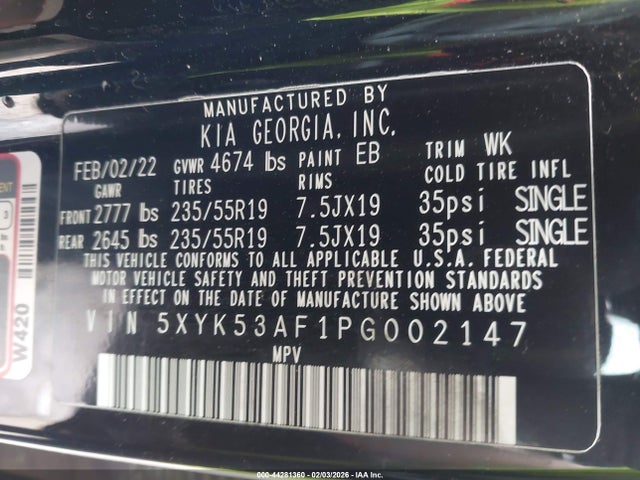 MANUFACTURED BY
KIA GEORGIA, INC.
FEB/02/22 GVWR 4674 lbs PAINT EB TRIM WK
GAWR TIRES RIMS COLD TIRE INFL
FRONT 2777 lbs 235/55R19 7.5JX19 35psi SINGLE
REAR 2645 lbs 235/55R19 7.5JX19 35psi SINGLE
THIS VEHICLE CONFORMS TO ALL APPLICABLE U.S.A. FEDERAL
MOTOR VEHICLE SAFETY AND THEFT PREVENTION STANDARDS
IN EFFECT ON THE DATE OF MANUFACTURE SHOWN ABOVE
VIN 5XYK53AF1PG002147
MPV
W420
000-44281360 - 02/03/2026 - IAA Inc.